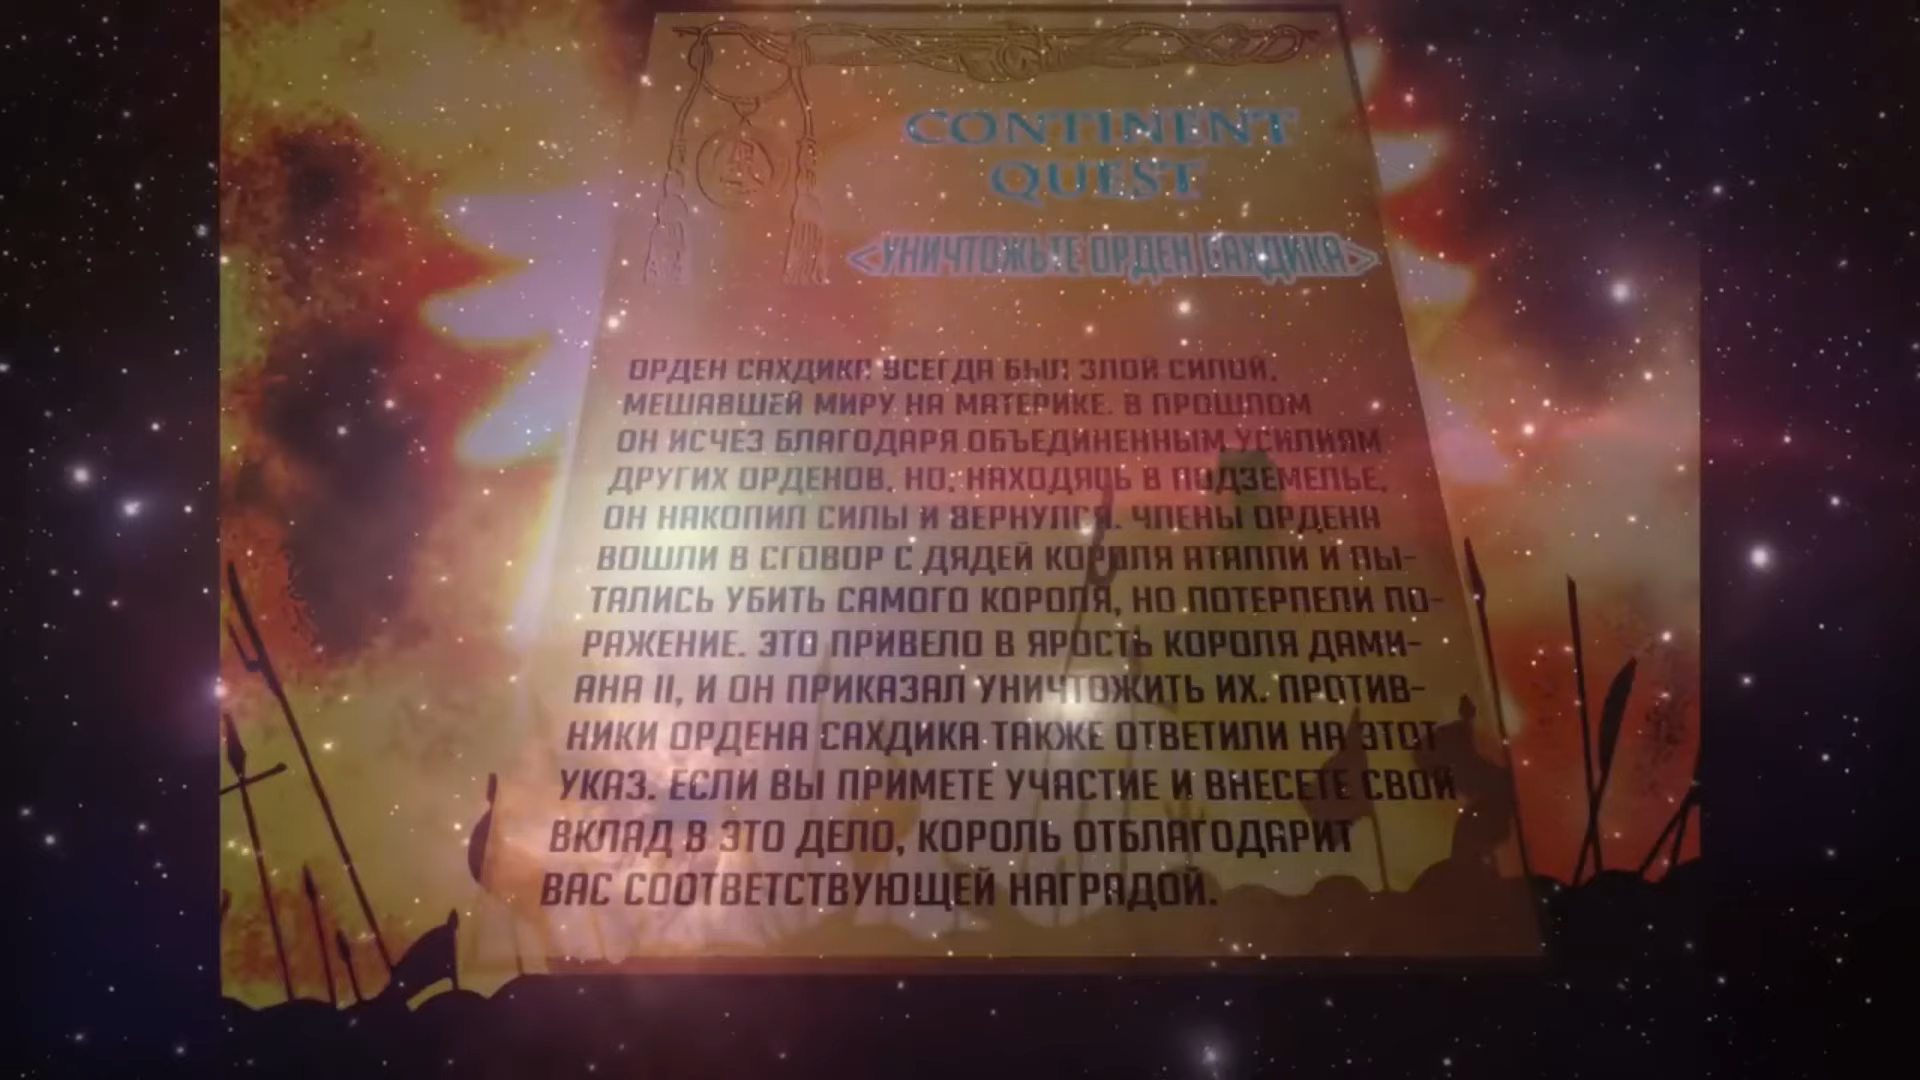 CONTINENT
QUEST
<УНИЧТОЖЬТЕ ОРДЕН САХДИКА>
ОРДЕН САХДИКА ВСЕГДА БЫЛ ЗЛОЙ СИЛОЙ,
МЕШАВШЕЙ МИРУ НА МАТЕРИКЕ. В ПРОШЛОМ
ОН ИСЧЕЗ БЛАГОДАРЯ ОБЪЕДИНЕННЫМ УСИЛИЯМ
ДРУГИХ ОРДЕНОВ. НО, НАХОДЯСЬ В ПОДЗЕМЕЛЬЕ,
ОН НАКОПИЛ СИЛЫ И ВЕРНУЛСЯ. ЧЛЕНЫ ОРДЕНА
ВОШЛИ В СГОВОР С ДЯДЕЙ КОРОЛЯ АТАЛЛИ И ПЫ-
ТАЛИСЬ УБИТЬ САМОГО КОРОЛЯ, НО ПОТЕРПЕЛИ ПО-
РАЖЕНИЕ. ЭТО ПРИВЕЛО В ЯРОСТЬ КОРОЛЯ ДАМИ-
АНА II, И ОН ПРИКАЗАЛ УНИЧТОЖИТЬ ИХ. ПРОТИВ-
НИКИ ОРДЕНА САХДИКА ТАКЖЕ ОТВЕТИЛИ НА ЭТОТ
УКАЗ. ЕСЛИ ВЫ ПРИМЕТЕ УЧАСТИЕ И ВНЕСЕТЕ СВОЙ
ВКЛАД В ЭТО ДЕЛО, КОРОЛЬ ОТБЛАГОДАРИТ
ВАС СООТВЕТСТВУЮЩЕЙ НАГРАДОЙ.